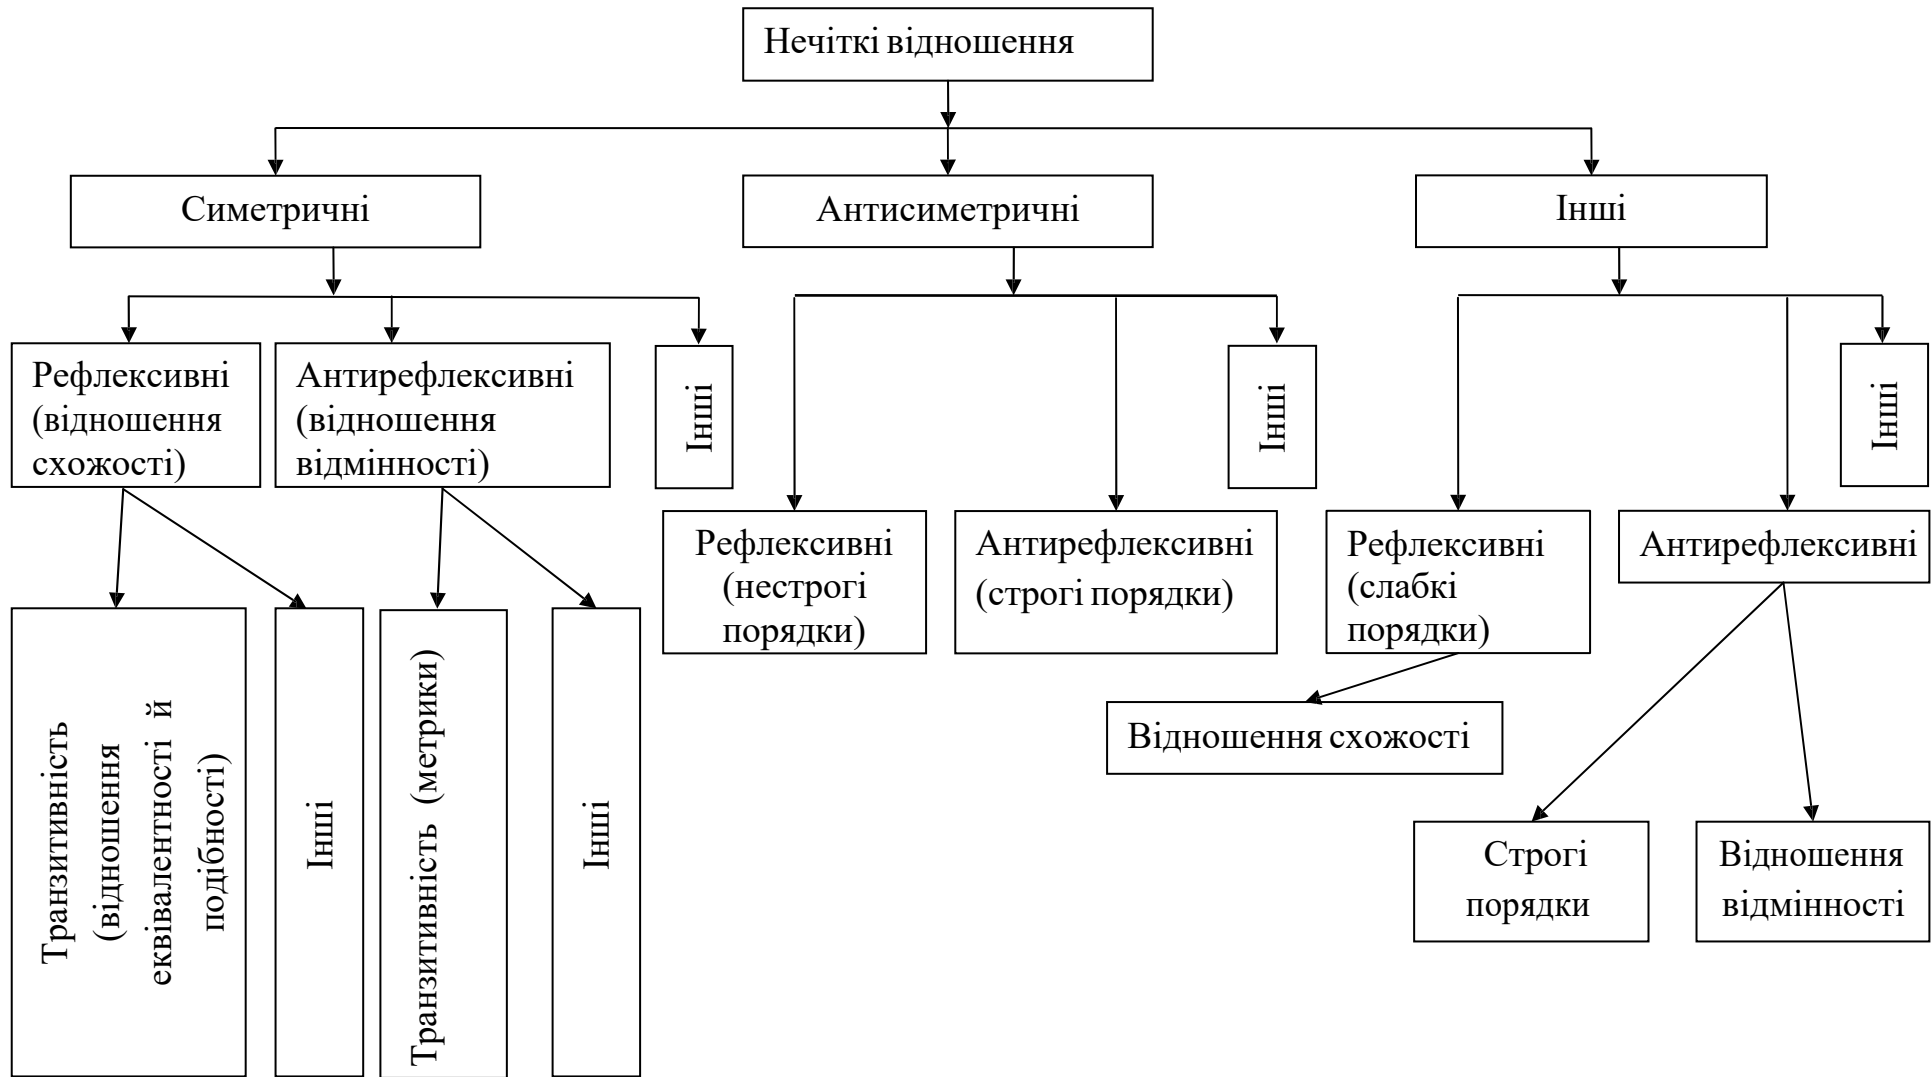 Нечіткі відношення
Симетричні
Антисиметричні
Інші
Рефлексивні
(відношення
схожості)
Антирефлексивні
(відношення
відмінності)
Інші
Інші
Інші
Рефлексивні
(нестрогі
порядки)
Антирефлексивні
(строгі порядки)
Рефлексивні
(слабкі
порядки)
Антирефлексивні
Транзитивність
(відношення
еквівалентності й
подібності)
Інші
Транзитивність (метрики)
Інші
Відношення схожості
Строгі
порядки
Відношення
відмінності